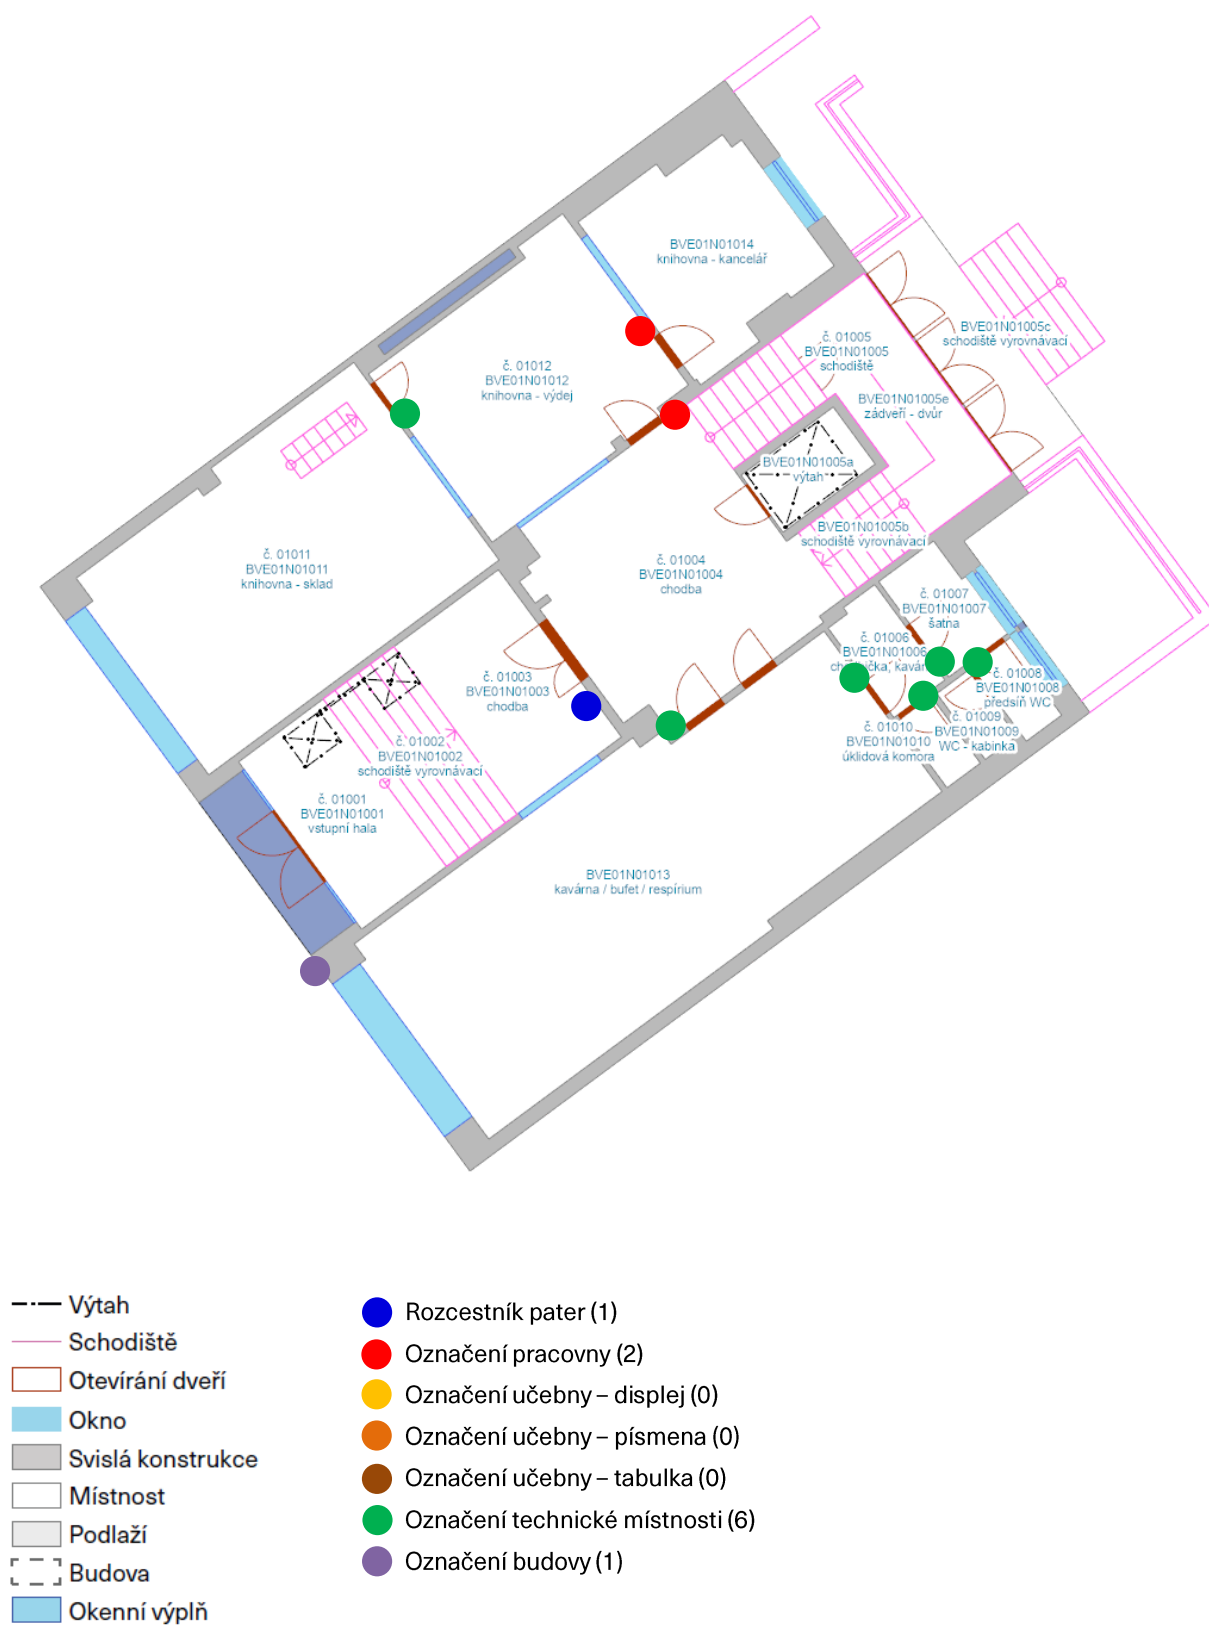 BVE01N01014
knihovna - kancelář
BVE01N01005c
schodiště vyrovnávací
č. 01005
BVE01N01005
schodiště
č. 01012
BVE01N01012
knihovna - výdej
BVE01N01005e
zádveří - dvůr
BVE01N01005a
výtah
BVE01N01005b
schodiště vyrovnávací
č. 01011
BVE01N01011
knihovna - sklad
č. 01004
BVE01N01004
chodba
č. 01007
BVE01N01007
šatna
č. 01006
BVE01N01006
č. 01003
BVE01N01003
chodba
č. 01008
BVE01N01008
předsíň WC
č. 01009
BVE01N01009
WC - kabinka
č. 01010
BVE01N01010
úklidová komora
č. 01002
BVE01N01002
schodiště vyrovnávací
č. 01001
BVE01N01001
vstupní hala
BVE01N01013
kavárna / bufet / respírium
Výtah
Schodiště
Otevírání dveří
Okno
Svislá konstrukce
Místnost
Podlaží
Budova
Okenní výplň
Rozcestník pater (1)
Označení pracovny (2)
Označení učebny – displej (0)
Označení učebny – písmena (0)
Označení učebny – tabulka (0)
Označení technické místnosti (6)
Označení budovy (1)